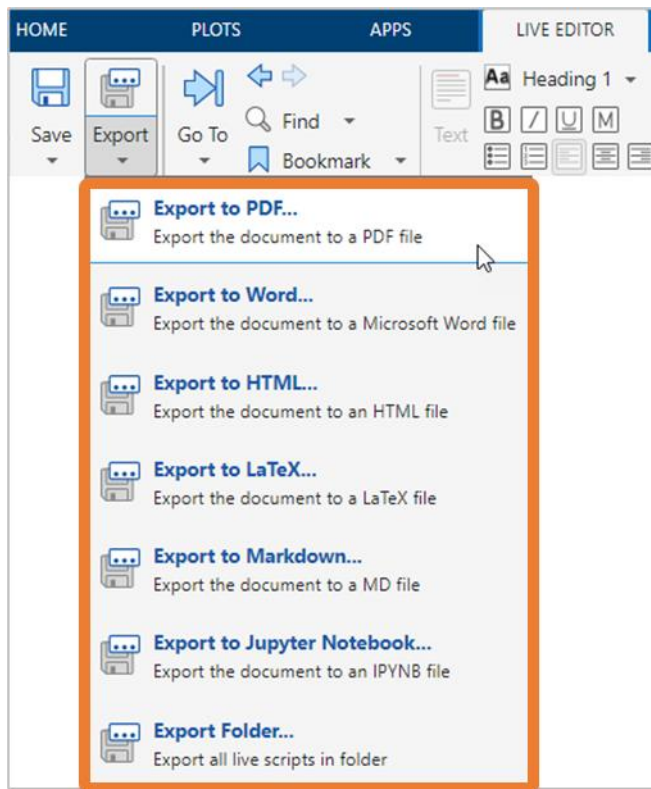 HOME PLOTS APPS LIVE EDITOR
Save Export Go To Find Bookmark Text Aa Heading 1
B I U M
Export to PDF...
Export the document to a PDF file
Export to Word...
Export the document to a Microsoft Word file
Export to HTML...
Export the document to an HTML file
Export to LaTeX...
Export the document to a LaTeX file
Export to Markdown...
Export the document to a MD file
Export to Jupyter Notebook...
Export the document to an IPYNB file
Export Folder...
Export all live scripts in folder